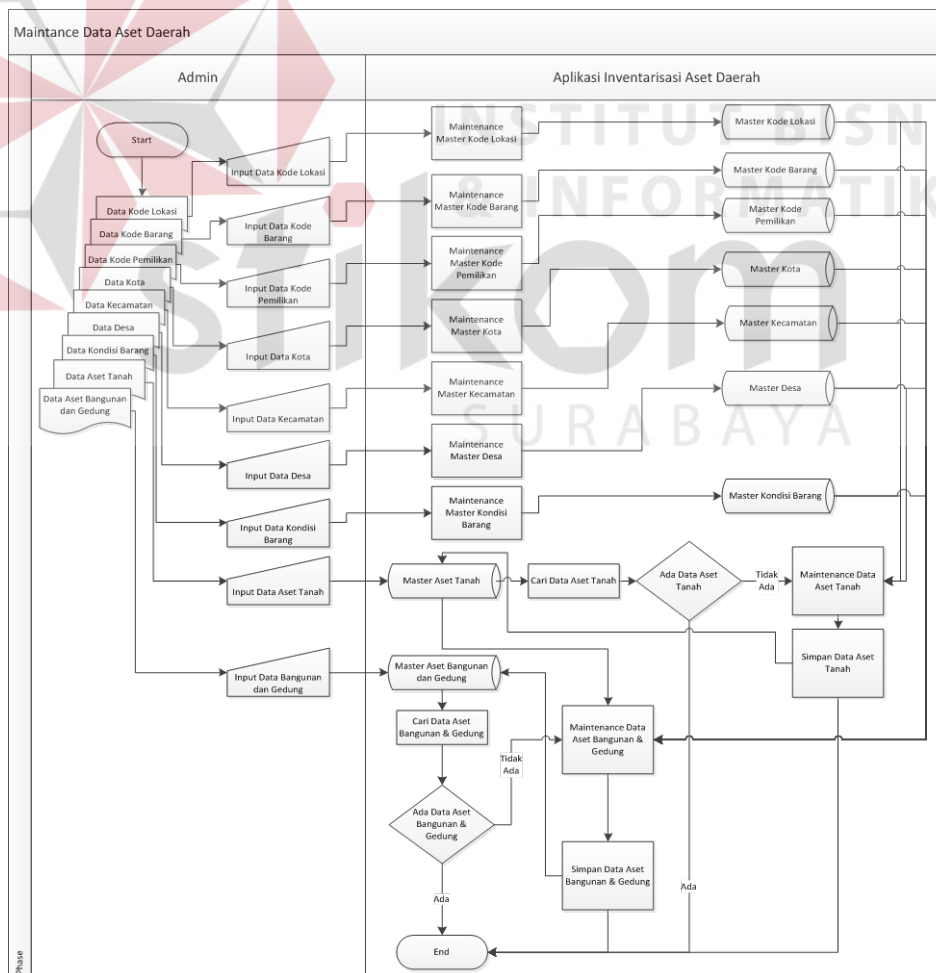 Maintance Data Aset Daerah
Admin
Aplikasi Inventarisasi Aset Daerah
INSTITUT BISN
& INFORMATIK
stikom
SURABAYA
Start
Data Kode Lokasi
Data Kode Barang
Data Kode Pemilikan
Data Kota
Data Kecamatan
Data Desa
Data Kondisi Barang
Data Aset Tanah
Data Aset Bangunan
dan Gedung
Input Data Kode Lokasi
Input Data Kode
Barang
Input Data Kode
Pemilikan
Input Data Kota
Input Data Kecamatan
Input Data Desa
Input Data Kondisi
Barang
Input Data Aset Tanah
Input Data Bangunan
dan Gedung
Maintenance
Master Kode Lokasi
Maintenance
Master Kode Barang
Maintenance
Master Kode
Pemilikan
Maintenance
Master Kota
Maintenance
Master Kecamatan
Maintenance
Master Desa
Maintenance
Master Kondisi
Barang
Master Kode Lokasi
Master Kode Barang
Master Kode
Pemilikan
Master Kota
Master Kecamatan
Master Desa
Master Kondisi Barang
Master Aset Tanah
Cari Data Aset Tanah
Ada Data Aset
Tanah
Tidak
Ada
Maintenance Data
Aset Tanah
Simpan Data Aset
Tanah
Master Aset Bangunan
dan Gedung
Cari Data Aset
Bangunan & Gedung
Maintenance Data
Aset Bangunan &
Gedung
Tidak
Ada
Ada Data Aset
Bangunan &
Gedung
Simpan Data Aset
Bangunan & Gedung
Ada
Ada
End
Phase